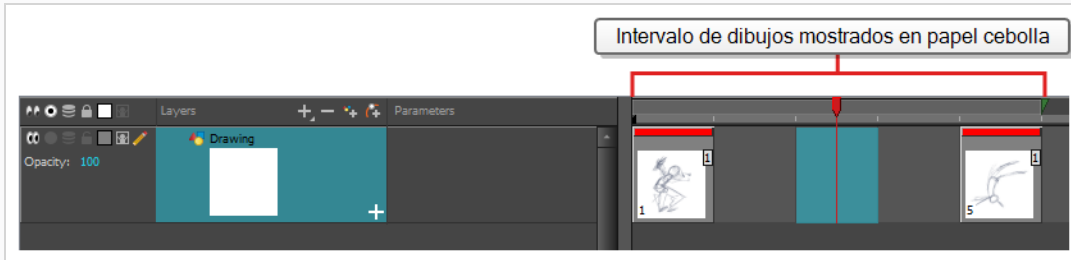 Intervalo de dibujos mostrados en papel cebolla
Layers Parameters
Drawing
Opacity: 100
1 1
1 5